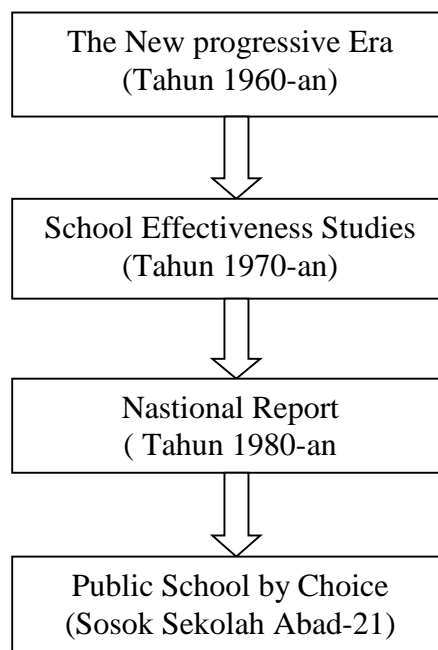 The New progressive Era
(Tahun 1960-an)
School Effectiveness Studies
(Tahun 1970-an)
Nastional Report
( Tahun 1980-an
Public School by Choice
(Sosok Sekolah Abad-21)